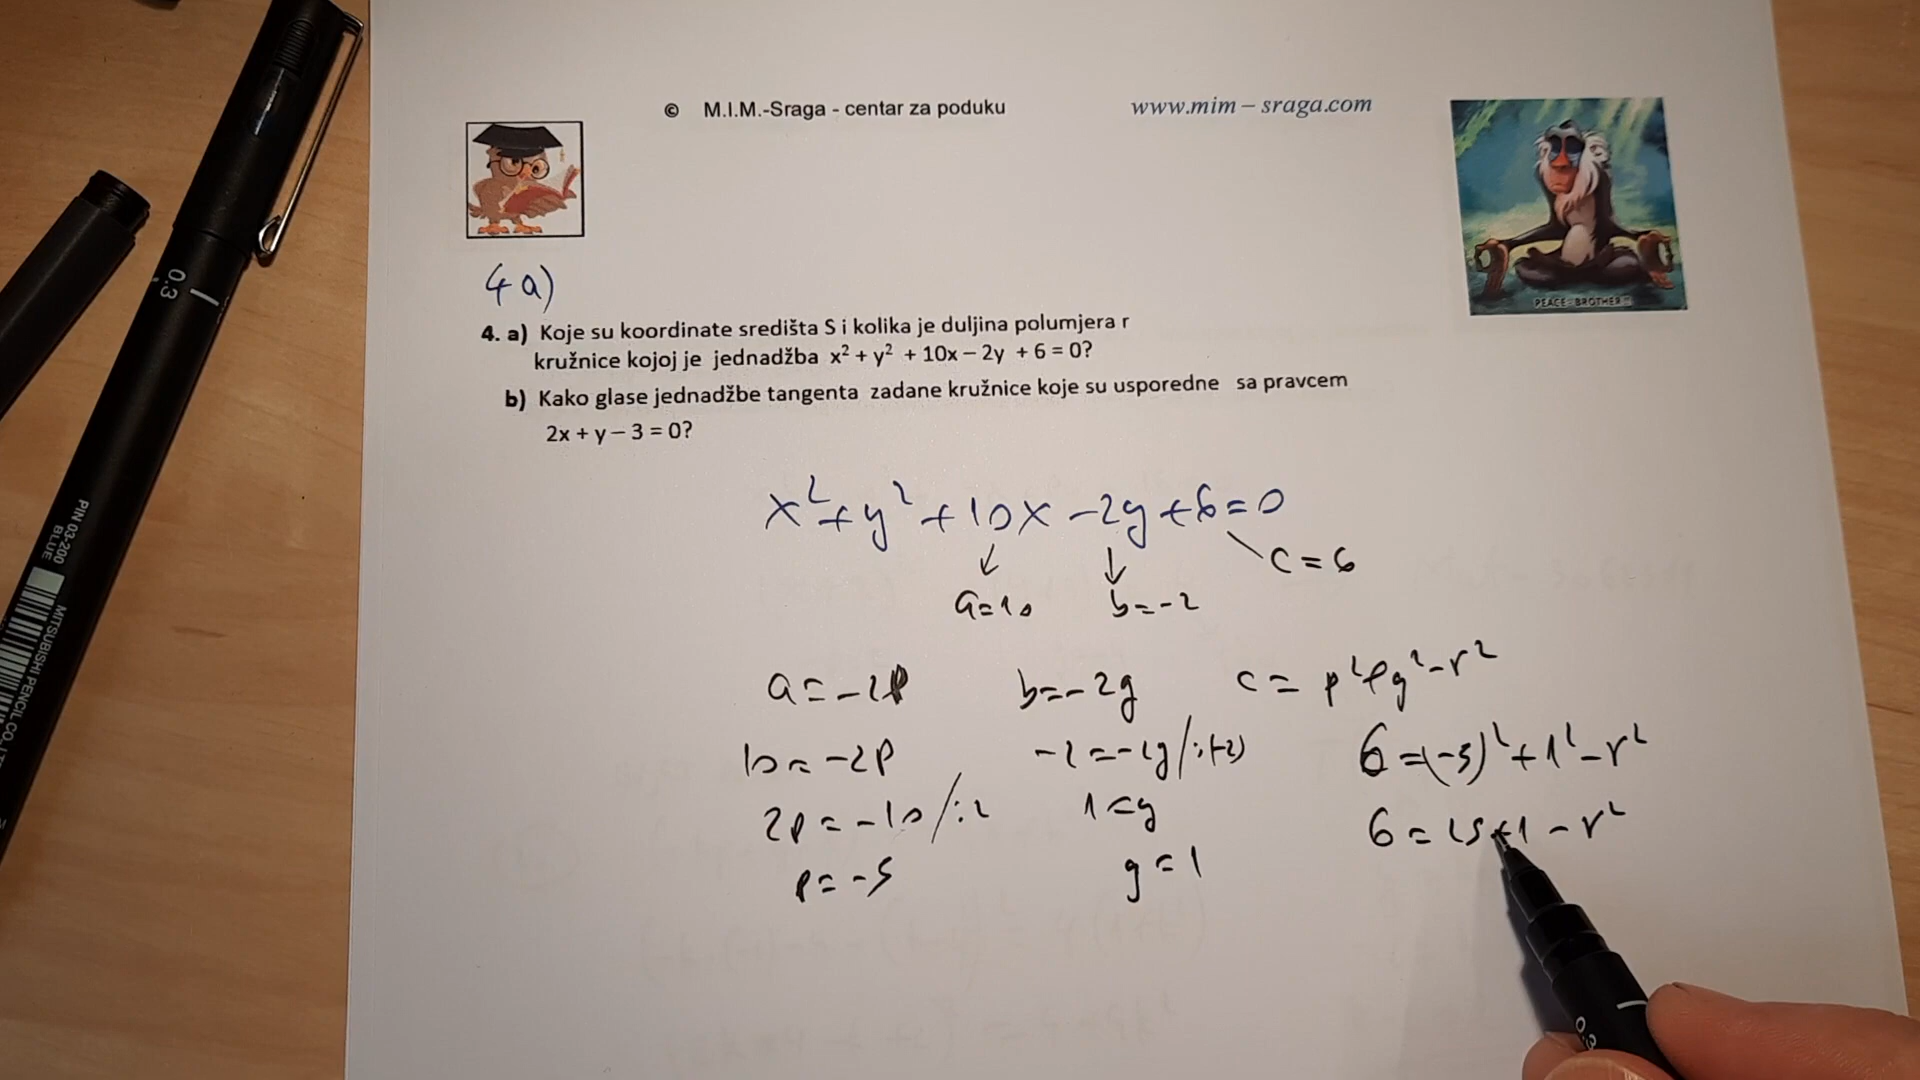 © M.I.M.-Sraga - centar za poduku
www.mim – sraga.com
PEACE BROTHER
4 a)
4. a) Koje su koordinate središta S i kolika je duljina polumjera r
kružnice kojoj je jednadžba x² + y² + 10x – 2y + 6 = 0?
b) Kako glase jednadžbe tangenta zadane kružnice koje su usporedne sa pravcem
2x + y – 3 = 0?
x² + y² + 10x - 2y + 6 = 0
c = 6
a = 10 b = -2
a = -2p b = -2q c = p² + q² - r²
10 = -2p -2 = -2q /:(-2) 6 = (-5)² + 1² - r²
2p = -10 /:2 1 = q 6 = 25 + 1 - r²
p = -5 q = 1
0.3
PIN 03-200
BLUE
MITSUBISHI PENCIL CO.
0.3